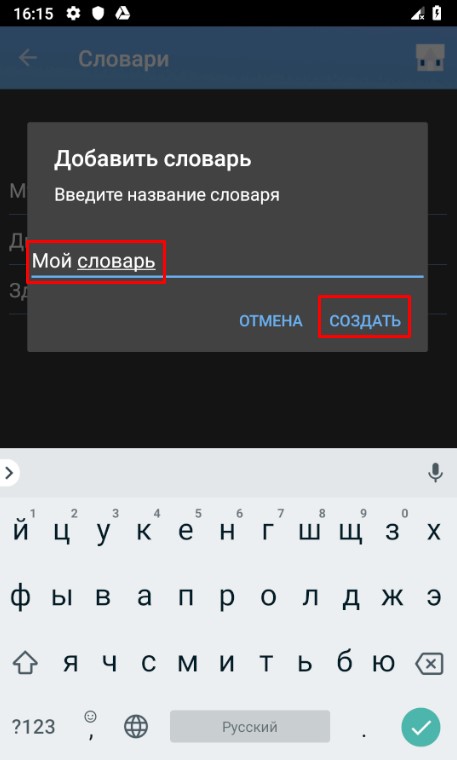 16:15
Словари
Добавить словарь
Введите название словаря
М
Мой словарь
Зд
ОТМЕНА СОЗДАТЬ
1 2 3 4 5 6 7 8 9 0
й ц у к е н г ш щ з х
ф ы в а п р о л д ж э
я ч с м и т ь б ю
?123 , Русский .